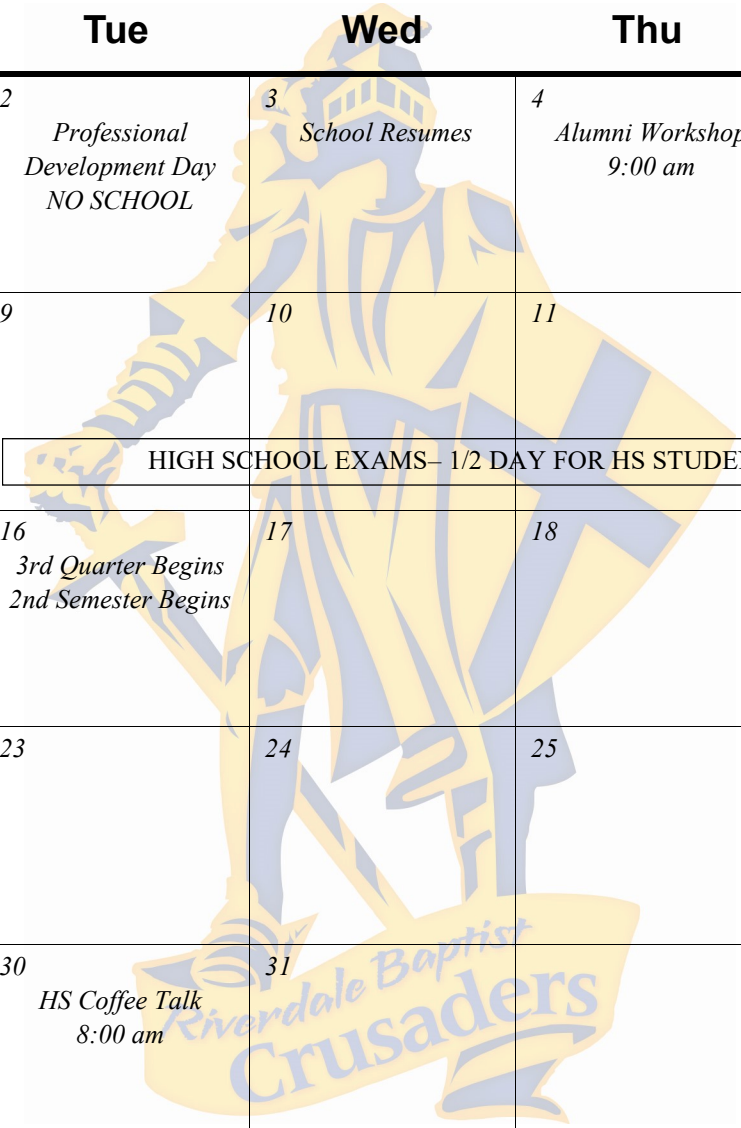 Tue Wed Thu
2 3 4
Professional School Resumes Alumni Workshop
Development Day 9:00 am
NO SCHOOL
9 10 11
HIGH SCHOOL EXAMS– 1/2 DAY FOR HS
16 17 18
3rd Quarter Begins
2nd Semester Begins
23 24 25
30 31
HS Coffee Talk
8:00 am
Riverdale Baptist
Crusaders